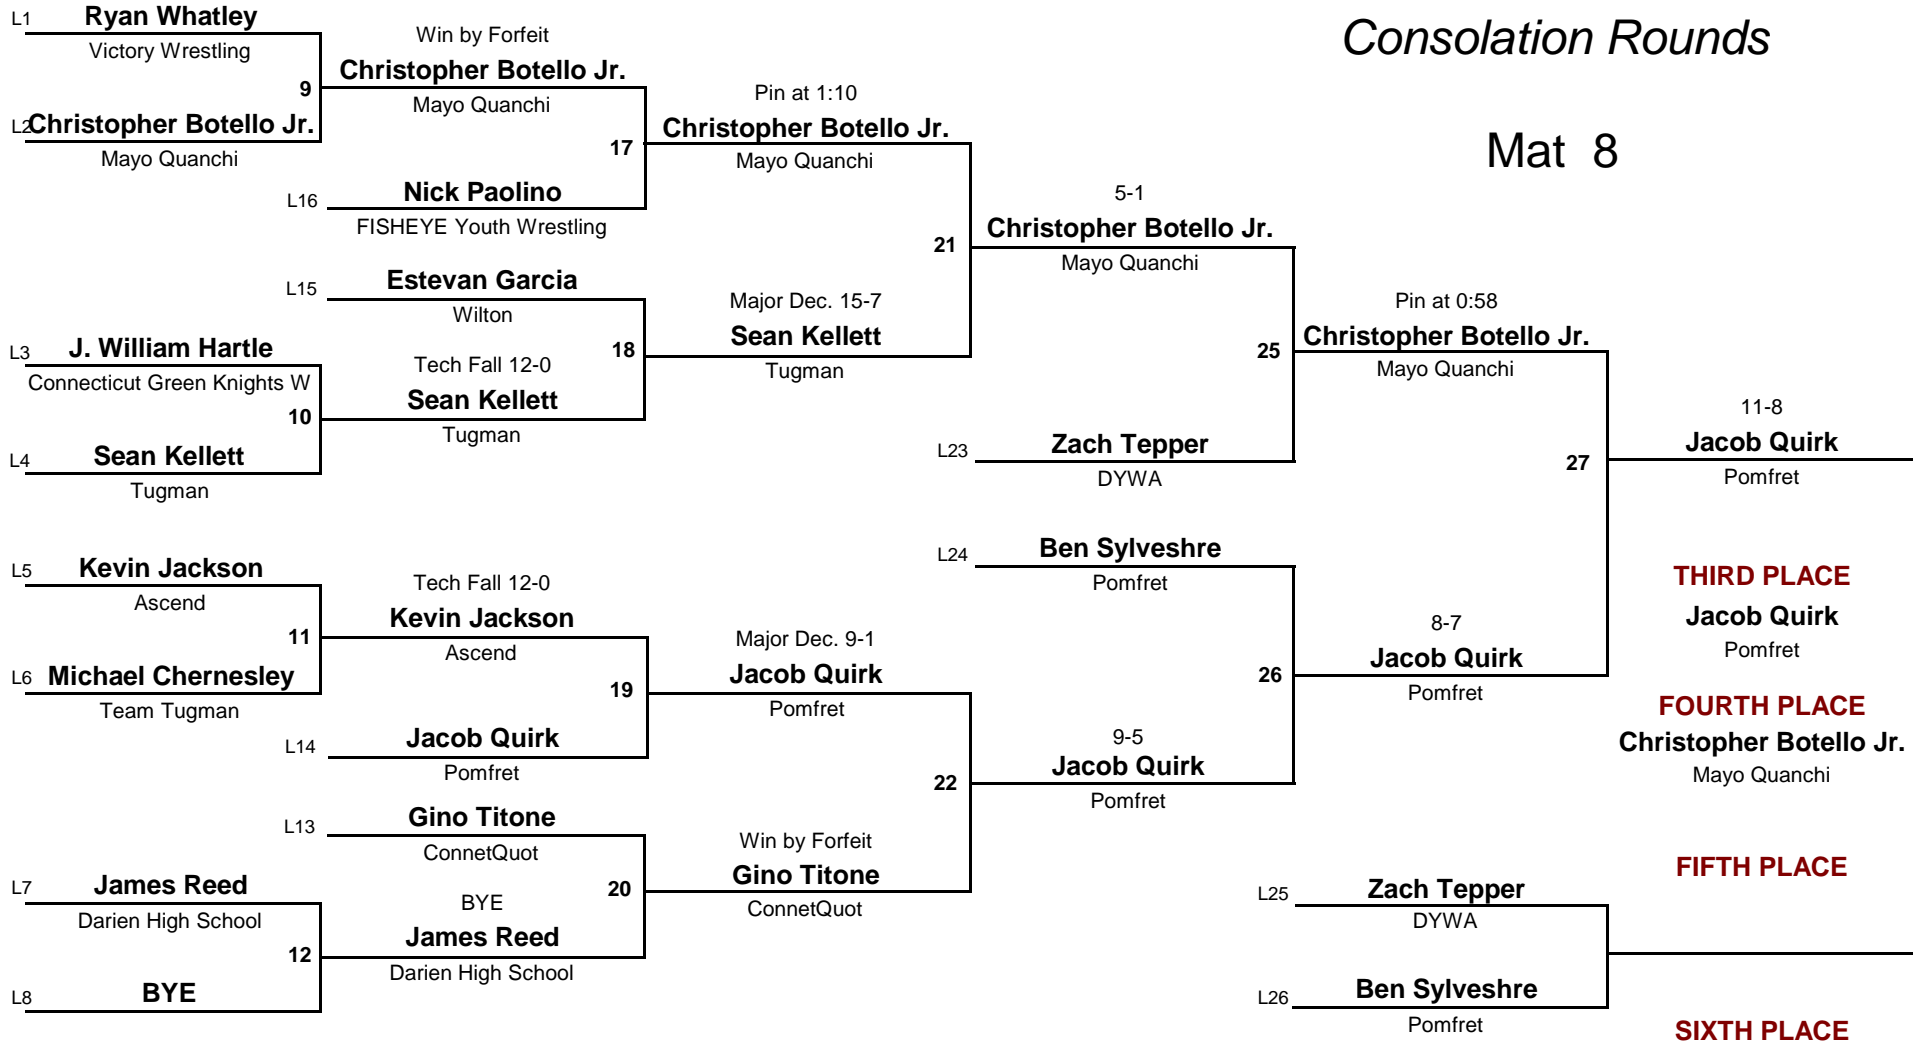 Consolation Rounds
Mat 8
L1 Ryan Whatley
Victory Wrestling
9
L2 Christopher Botello Jr.
Mayo Quanchi
L3 J. William Hartle
Connecticut Green Knights W
10
L4 Sean Kellett
Tugman
L5 Kevin Jackson
Ascend
11
L6 Michael Chernesley
Team Tugman
L7 James Reed
Darien High School
12
L8 BYE
Win by Forfeit
Christopher Botello Jr.
Mayo Quanchi
17
L16 Nick Paolino
FISHEYE Youth Wrestling
L15 Estevan Garcia
Wilton
18
Tech Fall 12-0
Sean Kellett
Tugman
Tech Fall 12-0
Kevin Jackson
Ascend
19
L14 Jacob Quirk
Pomfret
L13 Gino Titone
ConnetQuot
20
BYE
James Reed
Darien High School
Pin at 1:10
Christopher Botello Jr.
Mayo Quanchi
21
Major Dec. 15-7
Sean Kellett
Tugman
Major Dec. 9-1
Jacob Quirk
Pomfret
22
Win by Forfeit
Gino Titone
ConnetQuot
5-1
Christopher Botello Jr.
Mayo Quanchi
25
L23 Zach Tepper
DYWA
L24 Ben Sylveshre
Pomfret
26
9-5
Jacob Quirk
Pomfret
Pin at 0:58
Christopher Botello Jr.
Mayo Quanchi
27
8-7
Jacob Quirk
Pomfret
11-8
Jacob Quirk
Pomfret
THIRD PLACE
Jacob Quirk
Pomfret
FOURTH PLACE
Christopher Botello Jr.
Mayo Quanchi
L25 Zach Tepper
DYWA
L26 Ben Sylveshre
Pomfret
FIFTH PLACE
SIXTH PLACE